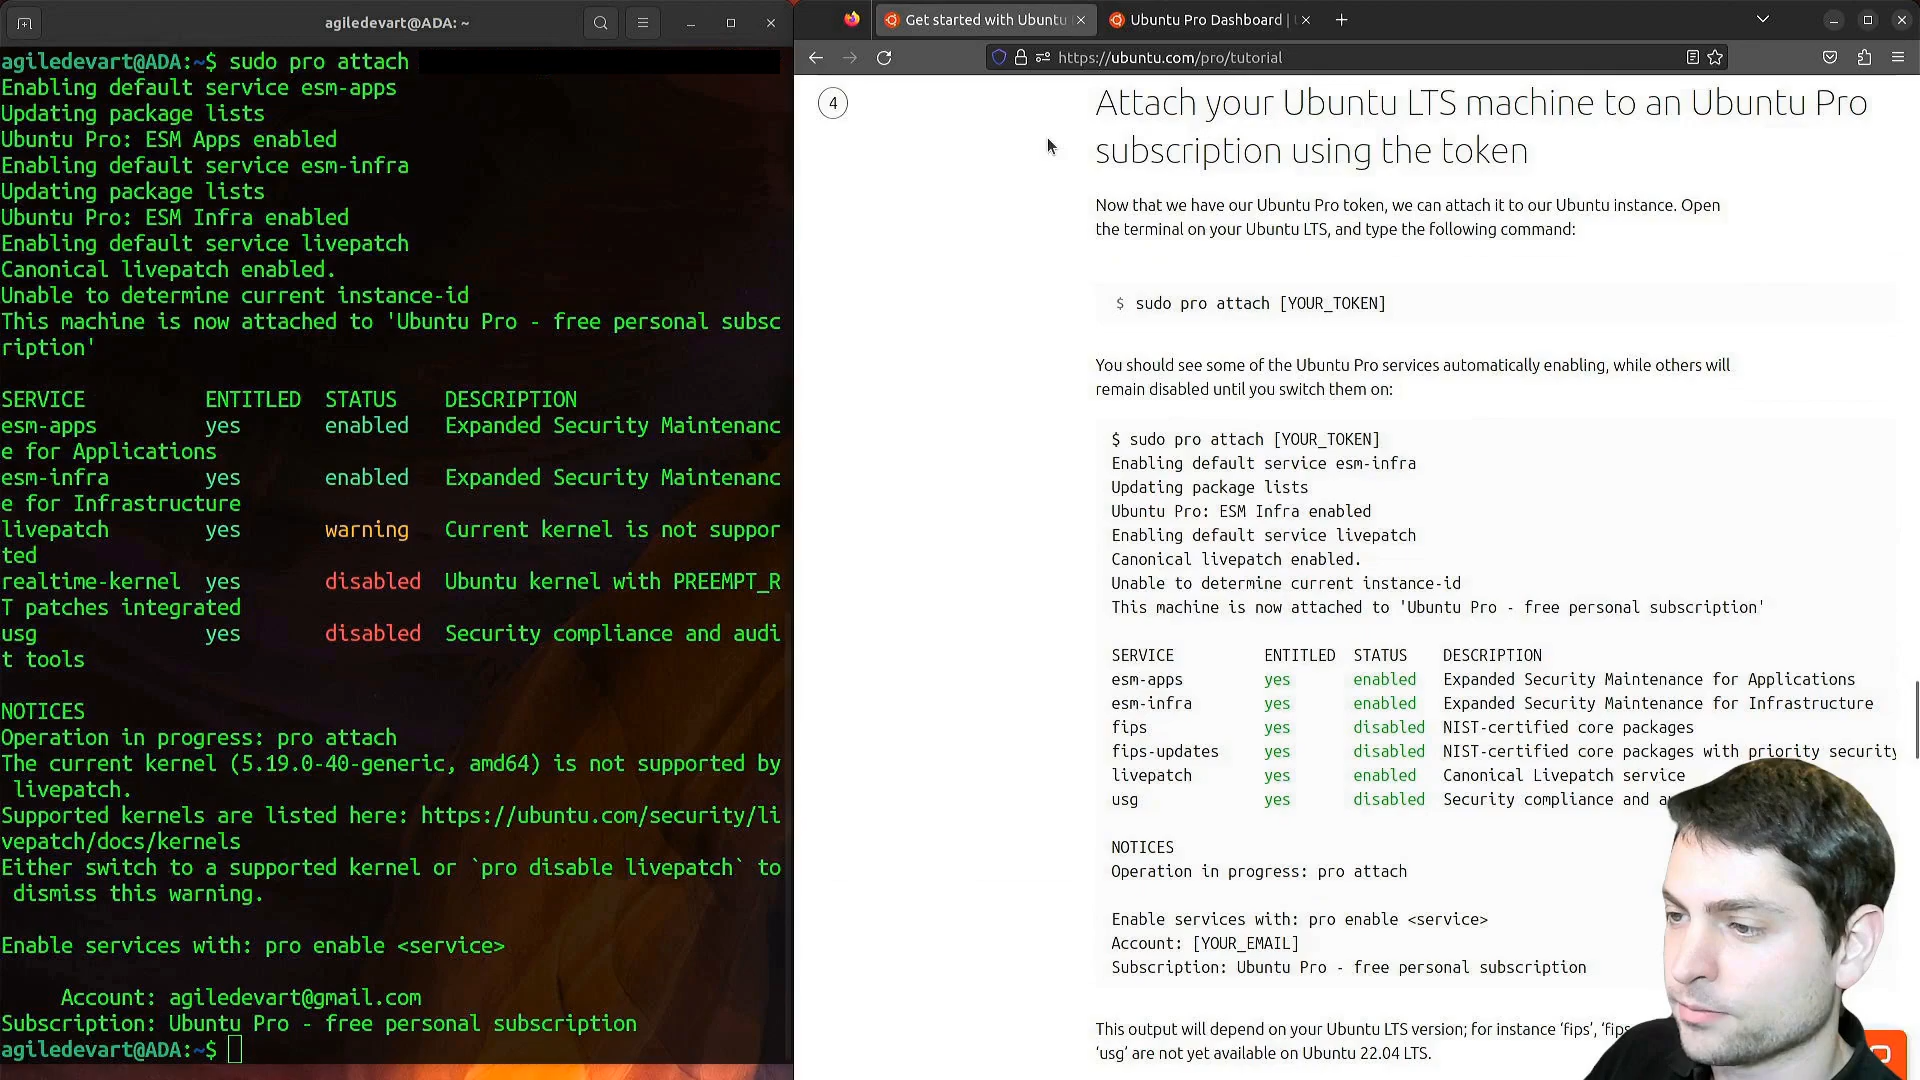 agiledevart@ADA: ~
agiledevart@ADA:~$ sudo pro attach
Enabling default service esm-apps
Updating package lists
Ubuntu Pro: ESM Apps enabled
Enabling default service esm-infra
Updating package lists
Ubuntu Pro: ESM Infra enabled
Enabling default service livepatch
Canonical livepatch enabled.
Unable to determine current instance-id
This machine is now attached to 'Ubuntu Pro - free personal subsc
ription'
SERVICE ENTITLED STATUS DESCRIPTION
esm-apps yes enabled Expanded Security Maintenanc
e for Applications
esm-infra yes enabled Expanded Security Maintenanc
e for Infrastructure
livepatch yes warning Current kernel is not suppor
ted
realtime-kernel yes disabled Ubuntu kernel with PREEMPT_R
T patches integrated
usg yes disabled Security compliance and audi
t tools
NOTICES
Operation in progress: pro attach
The current kernel (5.19.0-40-generic, amd64) is not supported by
livepatch.
Supported kernels are listed here: https://ubuntu.com/security/li
vepatch/docs/kernels
Either switch to a supported kernel or `pro disable livepatch` to
dismiss this warning.
Enable services with: pro enable <service>
Account: agiledevart@gmail.com
Subscription: Ubuntu Pro - free personal subscription
agiledevart@ADA:~$
Get started with Ubuntu
Ubuntu Pro Dashboard |
https://ubuntu.com/pro/tutorial
4
Attach your Ubuntu LTS machine to an Ubuntu Pro
subscription using the token
Now that we have our Ubuntu Pro token, we can attach it to our Ubuntu instance. Open
the terminal on your Ubuntu LTS, and type the following command:
$ sudo pro attach [YOUR_TOKEN]
You should see some of the Ubuntu Pro services automatically enabling, while others will
remain disabled until you switch them on:
$ sudo pro attach [YOUR_TOKEN]
Enabling default service esm-infra
Updating package lists
Ubuntu Pro: ESM Infra enabled
Enabling default service livepatch
Canonical livepatch enabled.
Unable to determine current instance-id
This machine is now attached to 'Ubuntu Pro - free personal subscription'
SERVICE ENTITLED STATUS DESCRIPTION
esm-apps yes enabled Expanded Security Maintenance for Applications
esm-infra yes enabled Expanded Security Maintenance for Infrastructure
fips yes disabled NIST-certified core packages
fips-updates yes disabled NIST-certified core packages with priority security
livepatch yes enabled Canonical Livepatch service
usg yes disabled Security compliance and
NOTICES
Operation in progress: pro attach
Enable services with: pro enable <service>
Account: [YOUR_EMAIL]
Subscription: Ubuntu Pro - free personal subscription
This output will depend on your Ubuntu LTS version; for instance ‘fips’, ‘fips
‘usg’ are not yet available on Ubuntu 22.04 LTS.